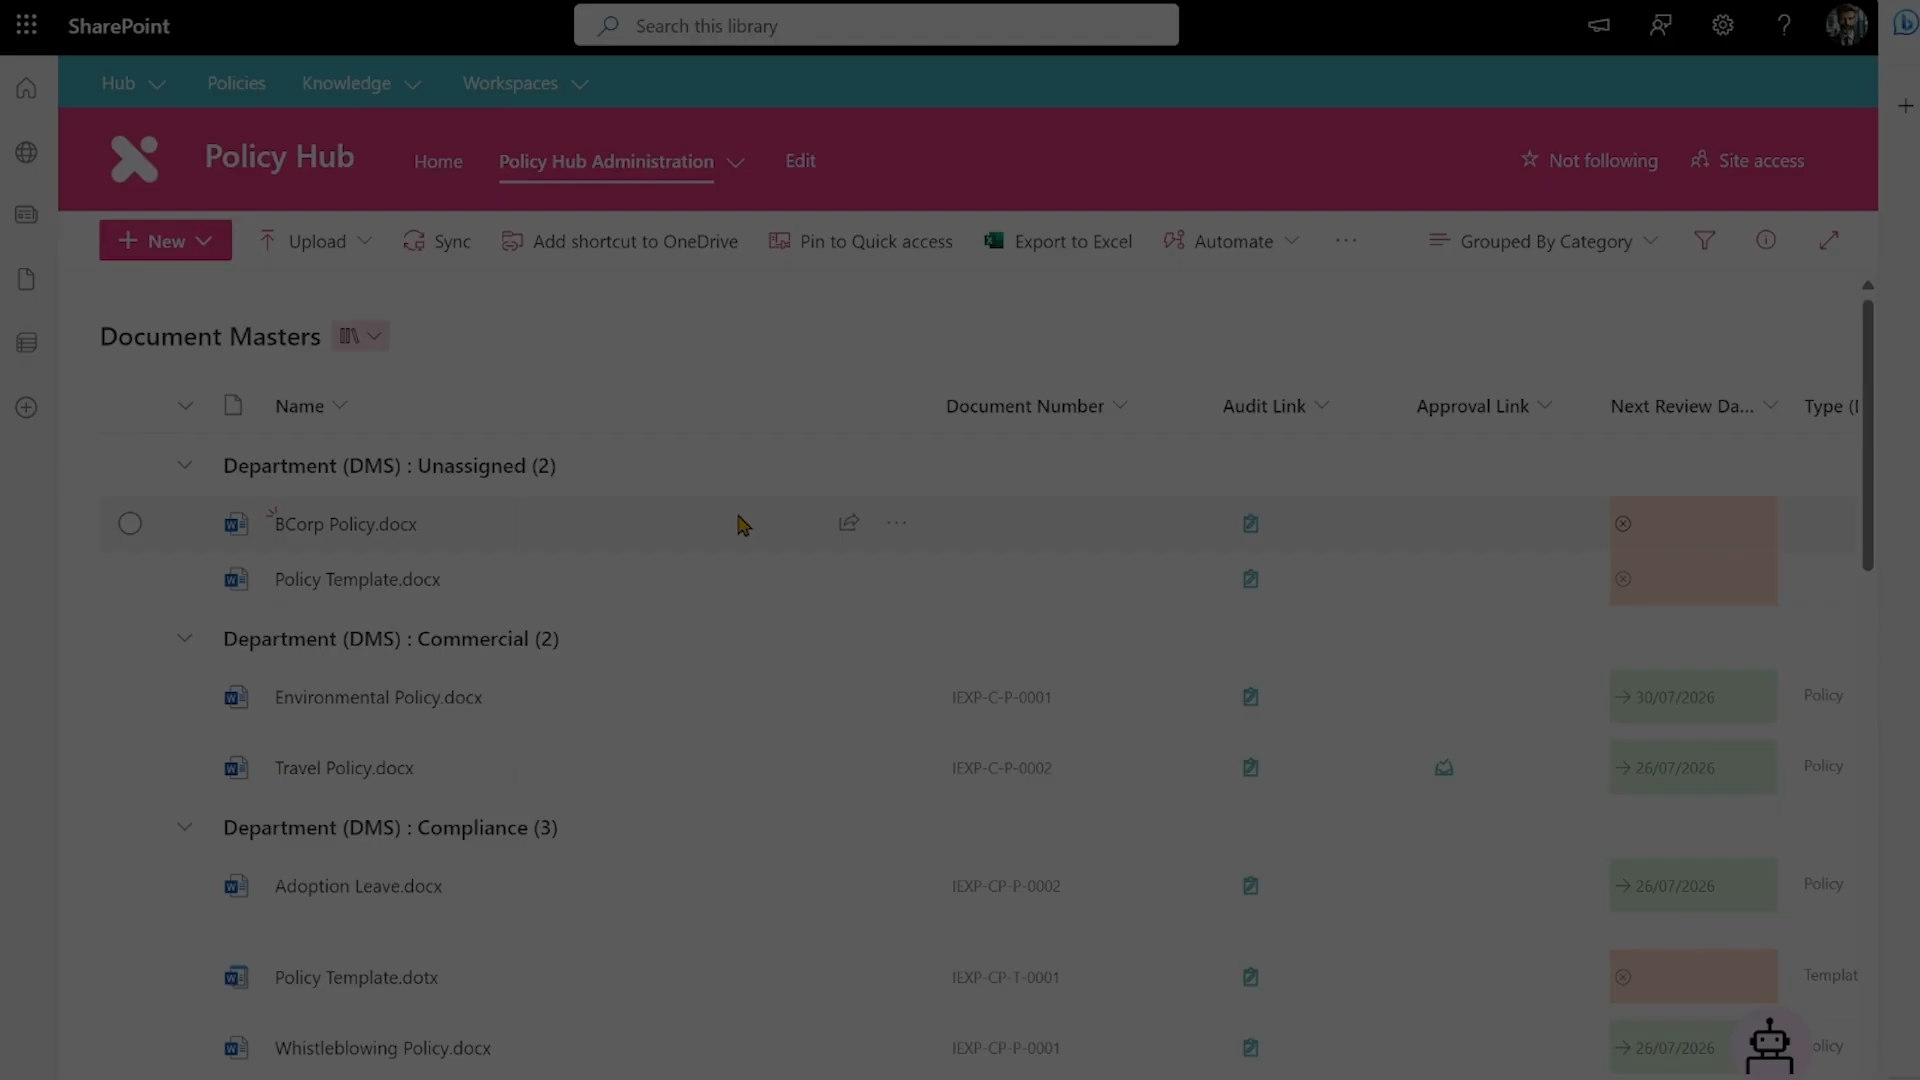 SharePoint
Search this library
Hub
Policies
Knowledge
Workspaces
Policy Hub
Home
Policy Hub Administration
Edit
Not following
Site access
New
Upload
Sync
Add shortcut to OneDrive
Pin to Quick access
Export to Excel
Automate
Grouped By Category
Document Masters
Name
Document Number
Audit Link
Approval Link
Next Review Da...
Type (
Department (DMS) : Unassigned (2)
BCorp Policy.docx
Policy Template.docx
Department (DMS) : Commercial (2)
Environmental Policy.docx
IEXP-C-P-0001
30/07/2026
Policy
Travel Policy.docx
IEXP-C-P-0002
26/07/2026
Policy
Department (DMS) : Compliance (3)
Adoption Leave.docx
IEXP-CP-P-0002
26/07/2026
Policy
Policy Template.dotx
IEXP-CP-T-0001
Templat
Whistleblowing Policy.docx
IEXP-CP-P-0001
26/07/2026
olicy